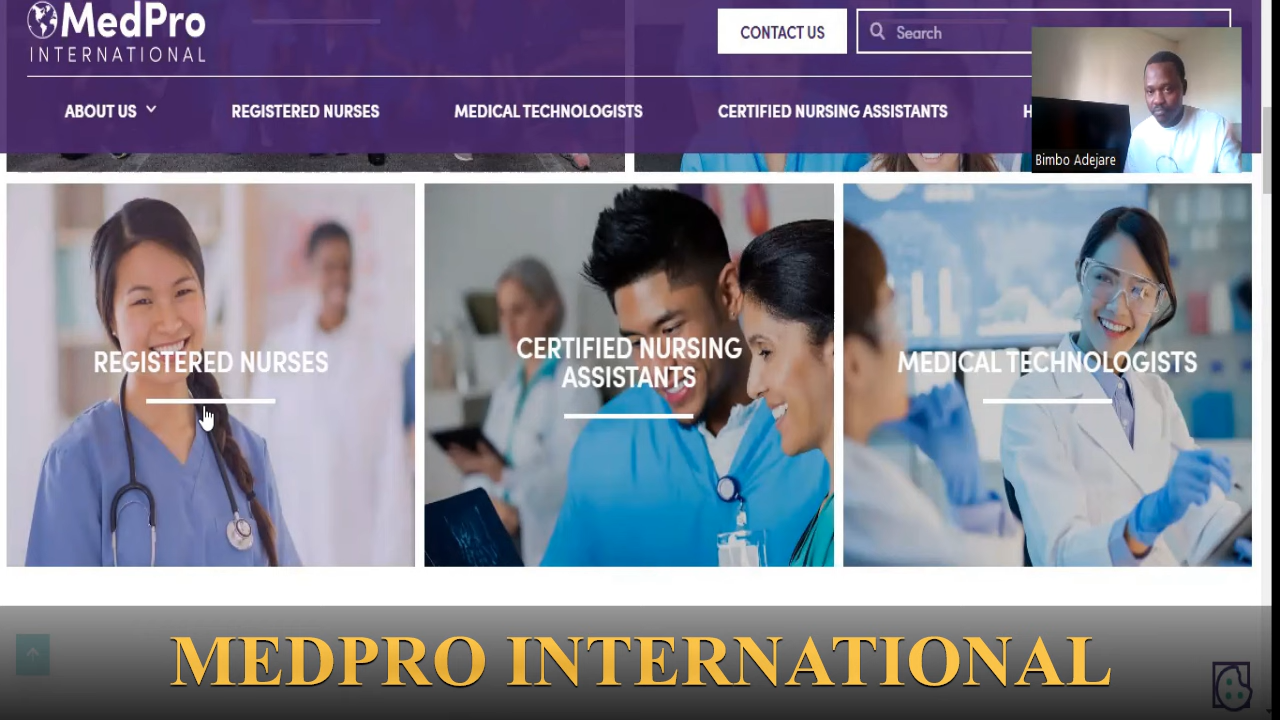 MedPro
INTERNATIONAL
CONTACT US
Search
ABOUT US
REGISTERED NURSES
MEDICAL TECHNOLOGISTS
CERTIFIED NURSING ASSISTANTS
H
Bimbo Adejare
REGISTERED NURSES
CERTIFIED NURSING
ASSISTANTS
MEDICAL TECHNOLOGISTS
MEDPRO INTERNATIONAL